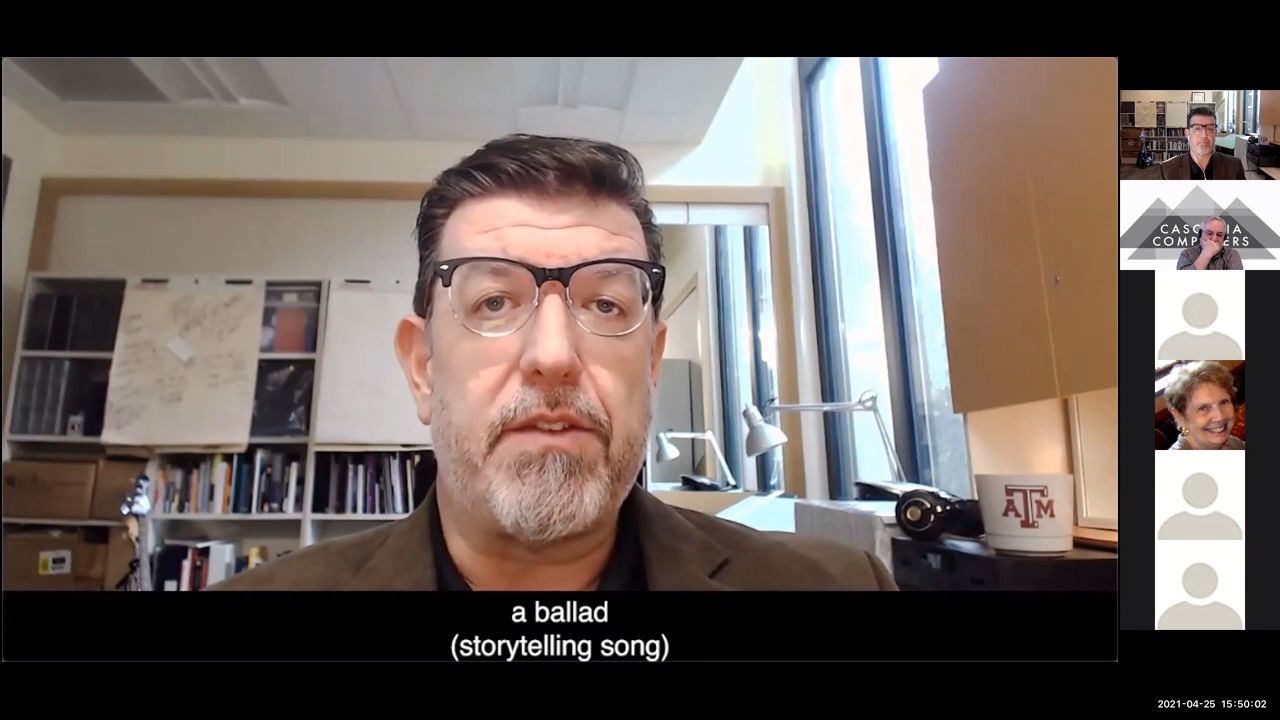 a ballad
(storytelling song)
ATM
CASCADIA
COMPOSERS
2021-04-25 15:50:02